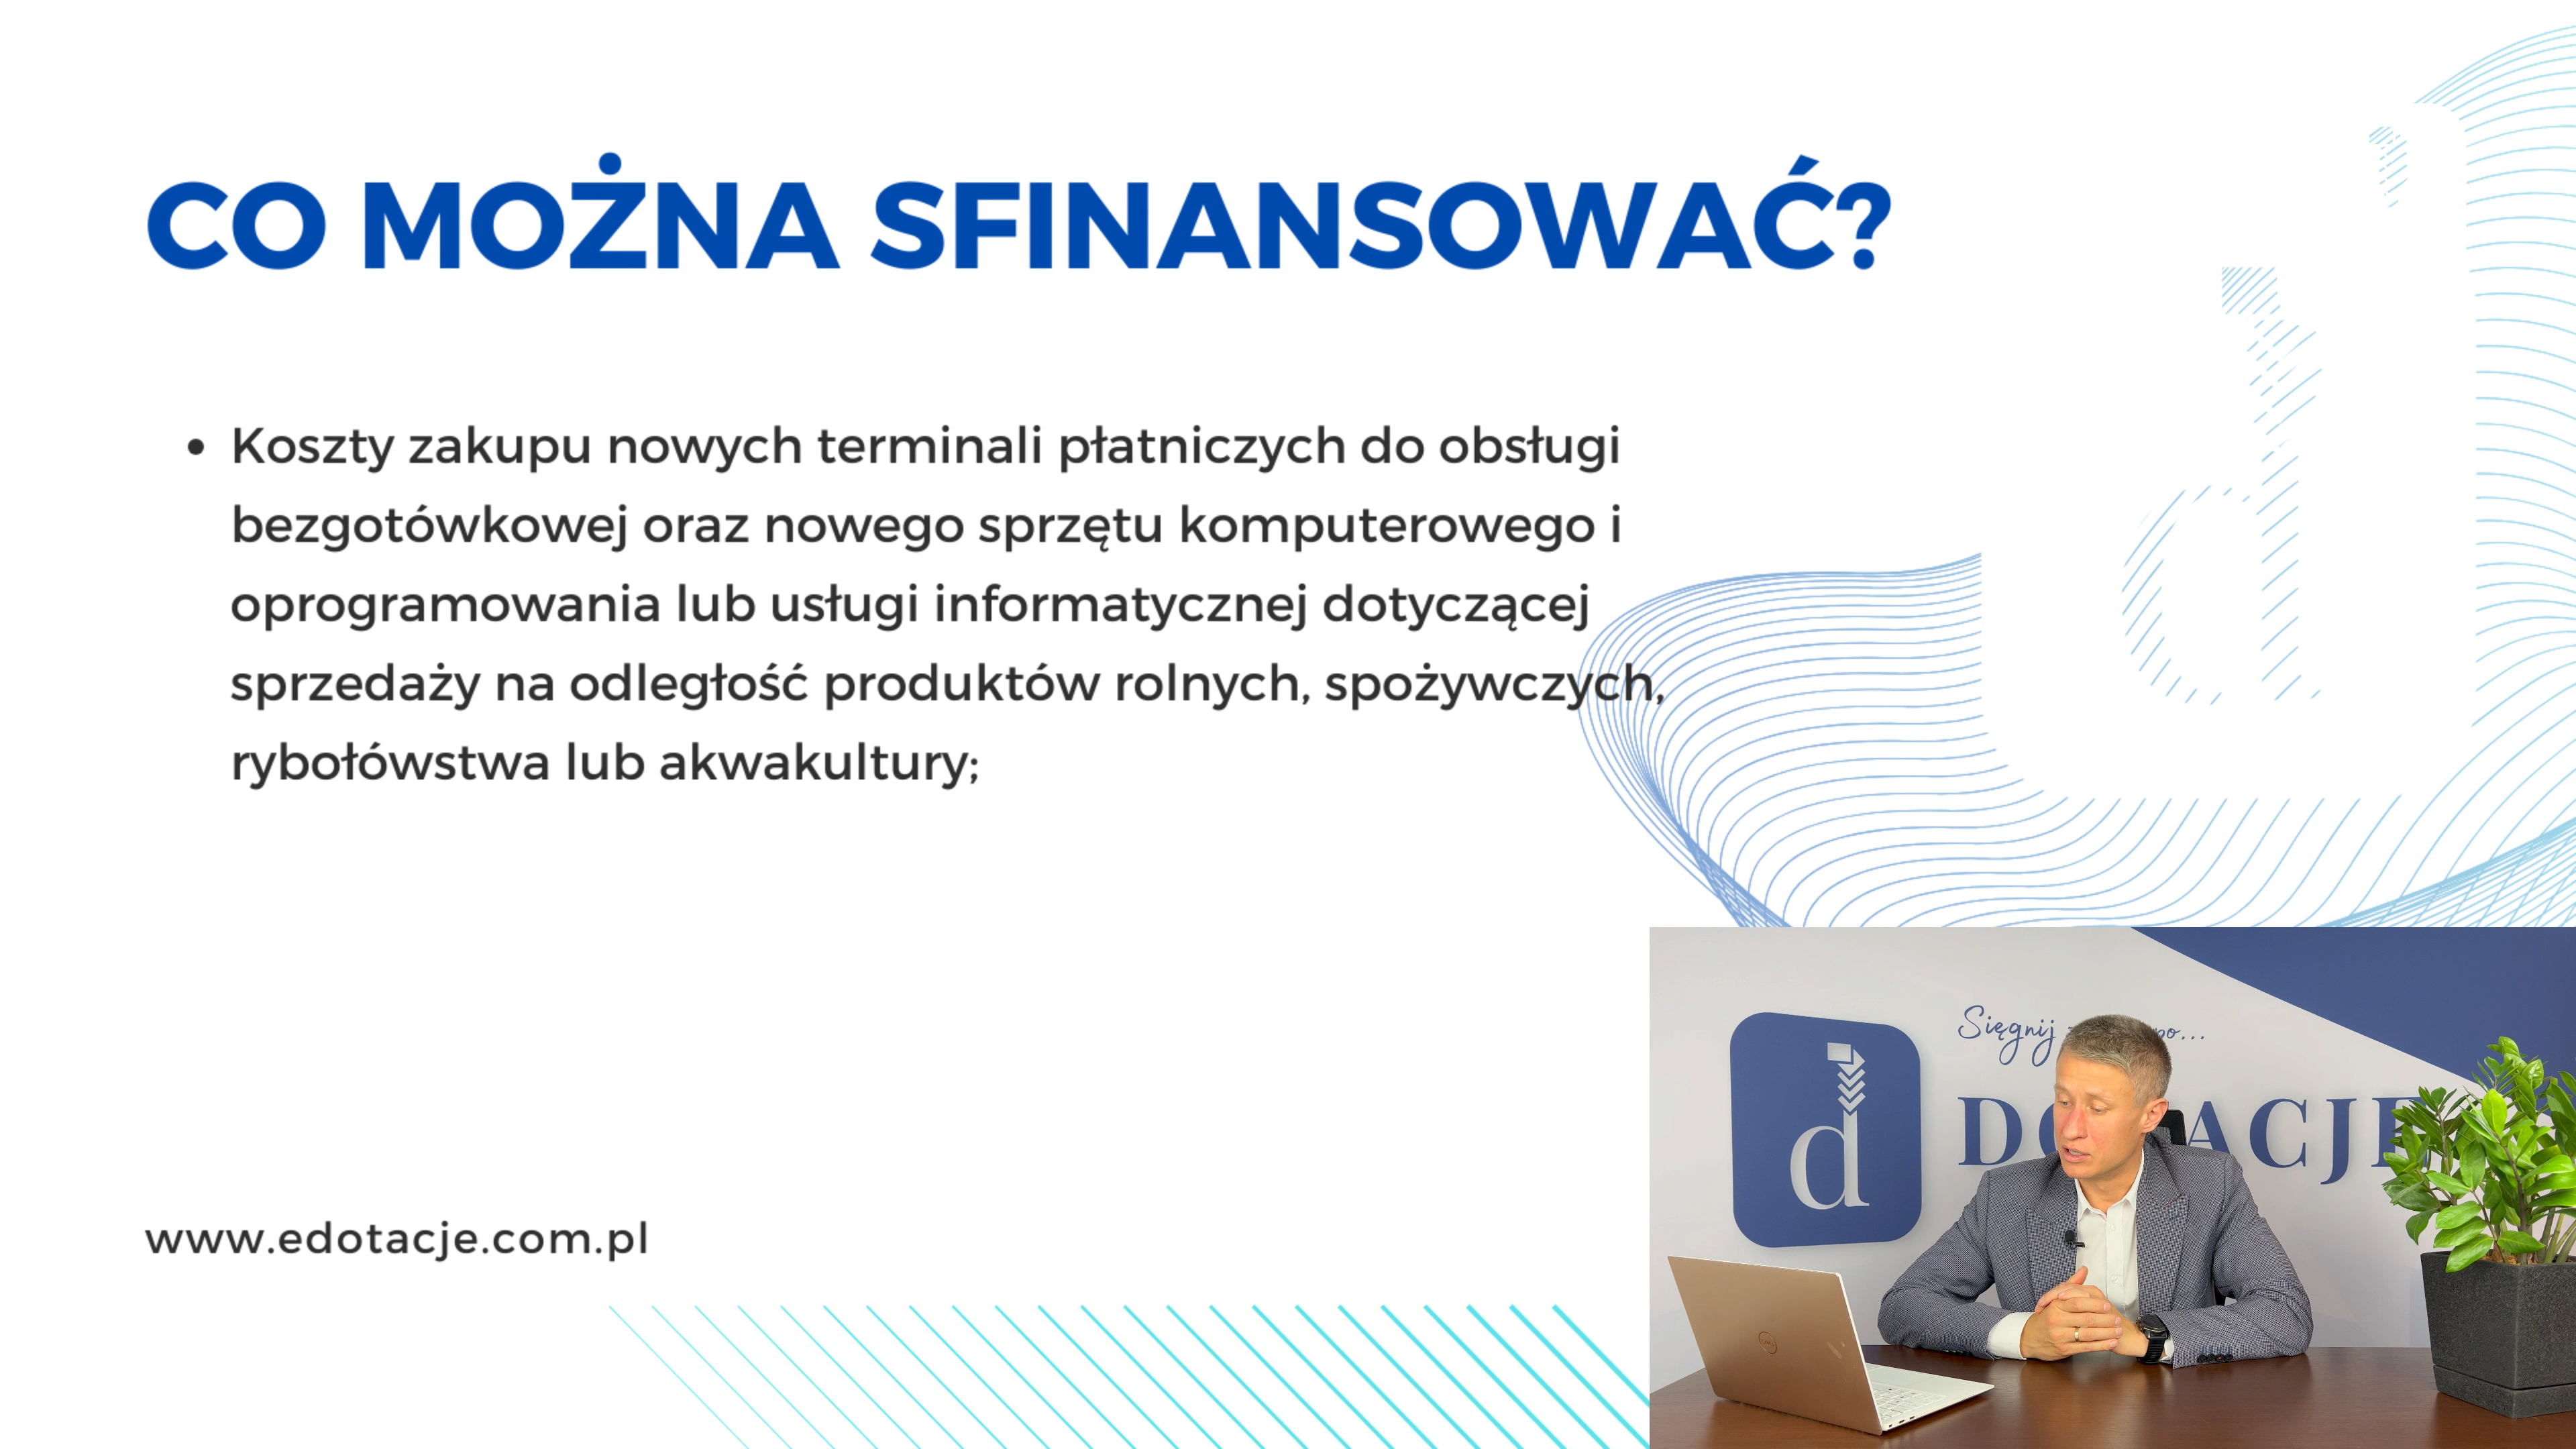 CO MOŻNA SFINANSOWAĆ?
• Koszty zakupu nowych terminali płatniczych do obsługi
bezgotówkowej oraz nowego sprzętu komputerowego i
oprogramowania lub usługi informatycznej dotyczącej
sprzedaży na odległość produktów rolnych, spożywczych,
rybołówstwa lub akwakultury;
www.edotacje.com.pl
Sięgnij
d